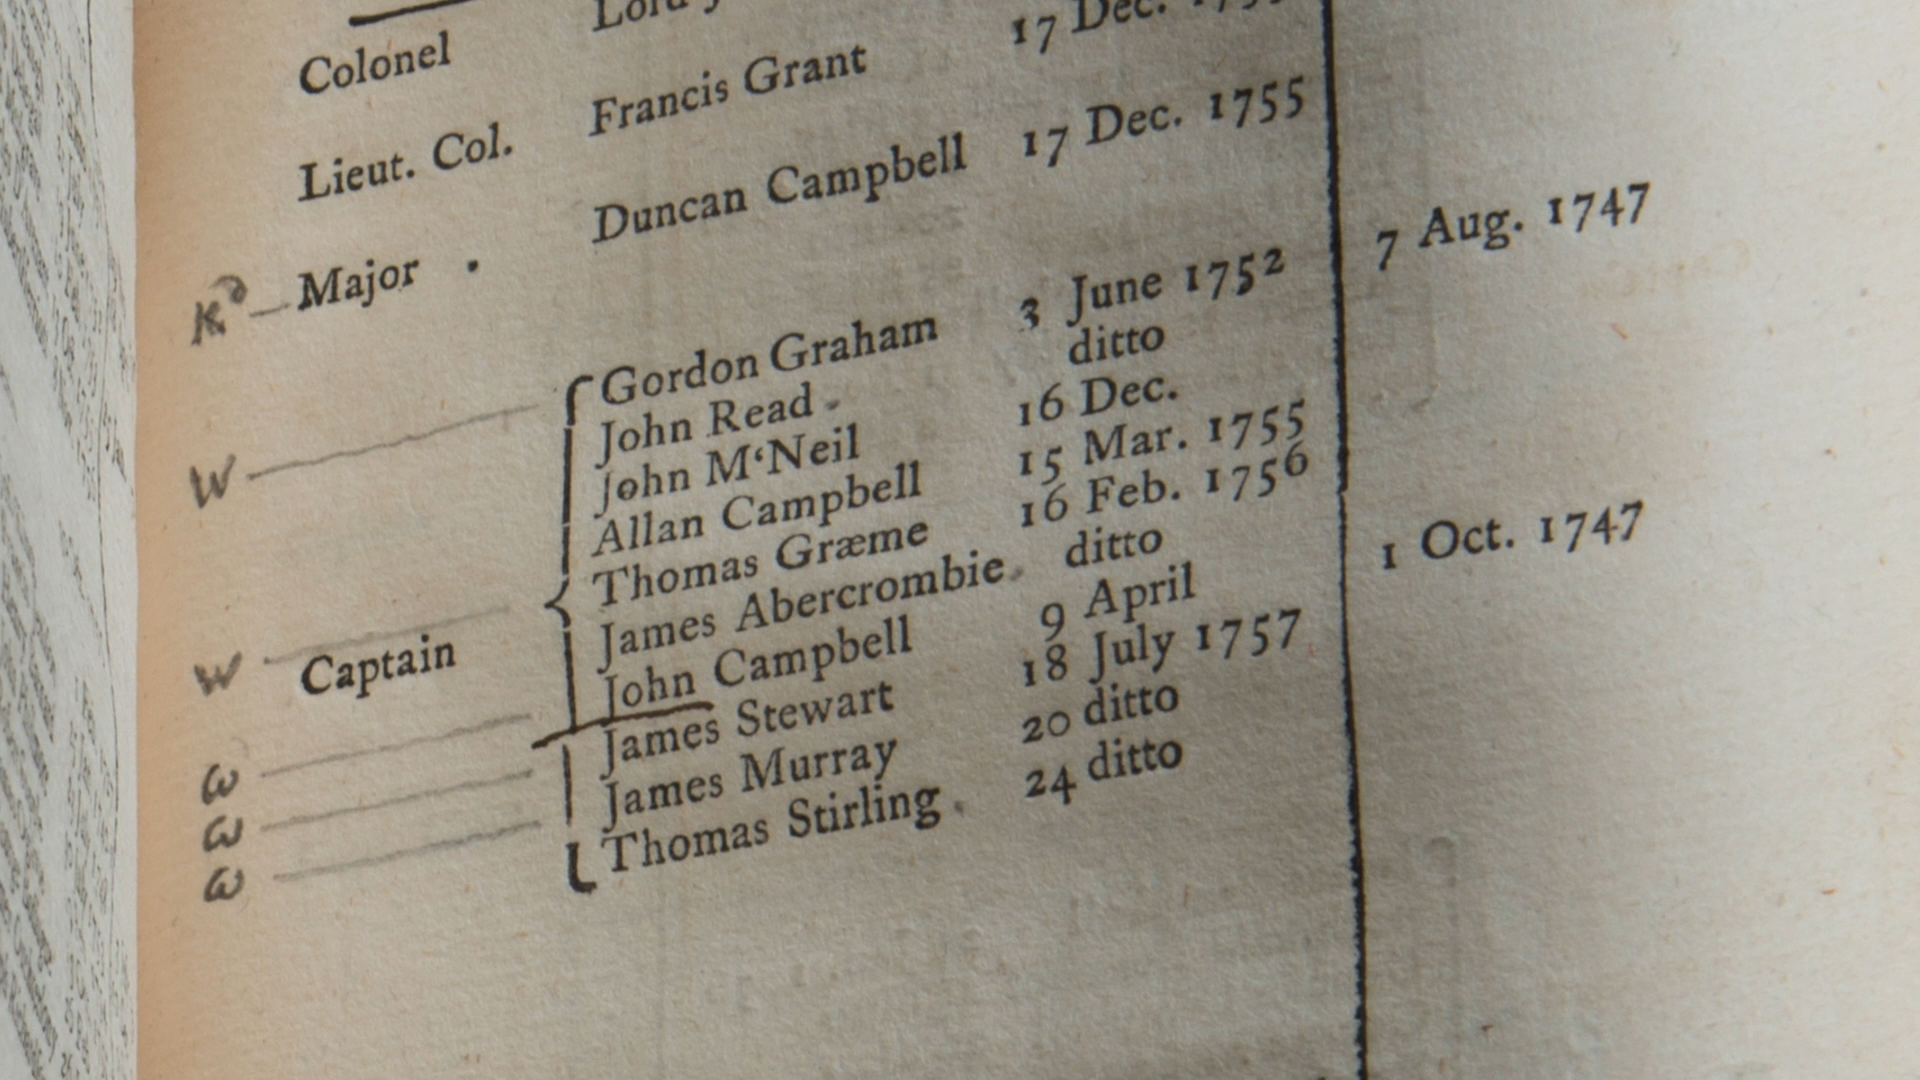 Colonel
Lieut. Col. Francis Grant 17 Dec.
Kd Major . Duncan Campbell 17 Dec. 1755
W Gordon Graham 3 June 1752 7 Aug. 1747
John Read ditto
John M‘Neil 16 Dec.
Allan Campbell 15 Mar. 1755
W Thomas Græme 16 Feb. 1756
Captain James Abercrombie ditto
W John Campbell 9 April 1 Oct. 1747
W James Stewart 18 July 1757
W James Murray 20 ditto
Thomas Stirling 24 ditto